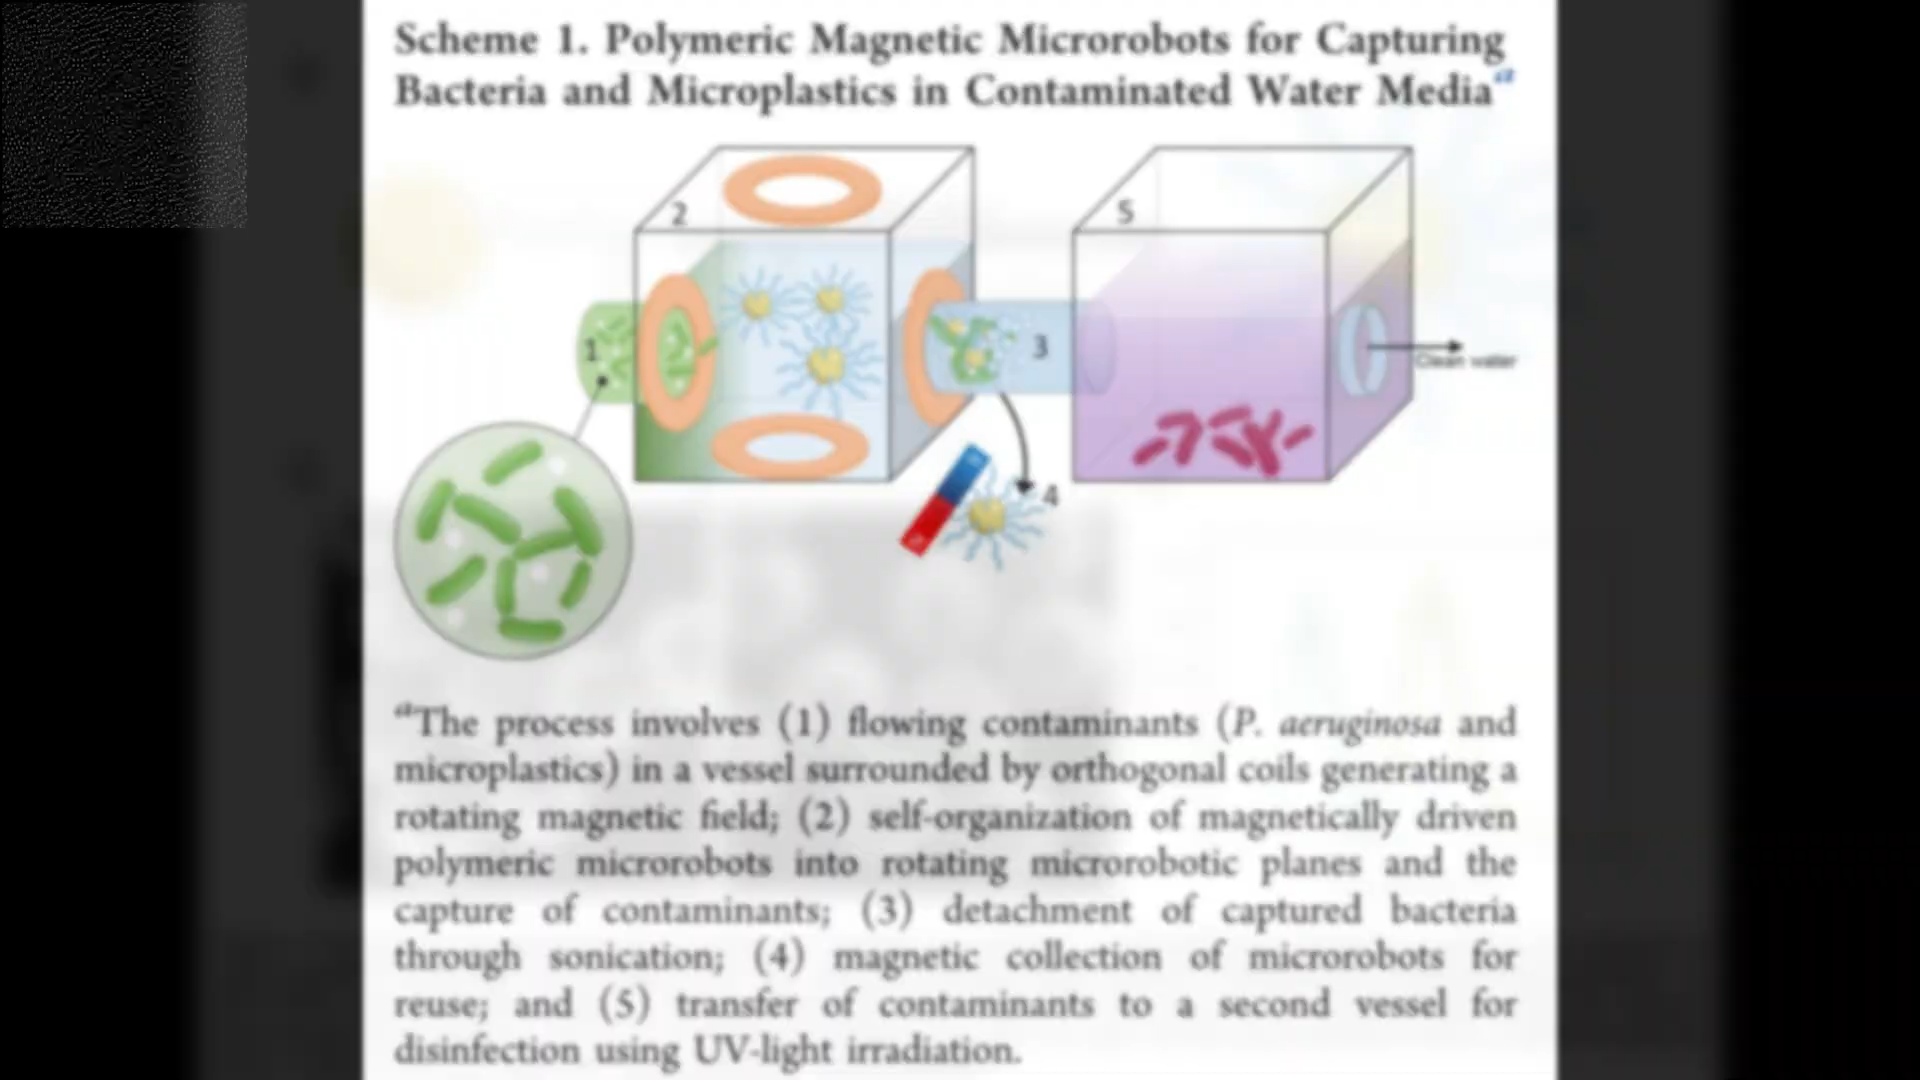 Scheme 1. Polymeric Magnetic Microrobots for Capturing
Bacteria and Microplastics in Contaminated Water Media a
2
5
1
3
Clean water
4
a The process involves (1) flowing contaminants (P. aeruginosa and
microplastics) in a vessel surrounded by orthogonal coils generating a
rotating magnetic field; (2) self-organization of magnetically driven
polymeric microrobots into rotating microrobotic planes and the
capture of contaminants; (3) detachment of captured bacteria
through sonication; (4) magnetic collection of microrobots for
reuse; and (5) transfer of contaminants to a second vessel for
disinfection using UV-light irradiation.